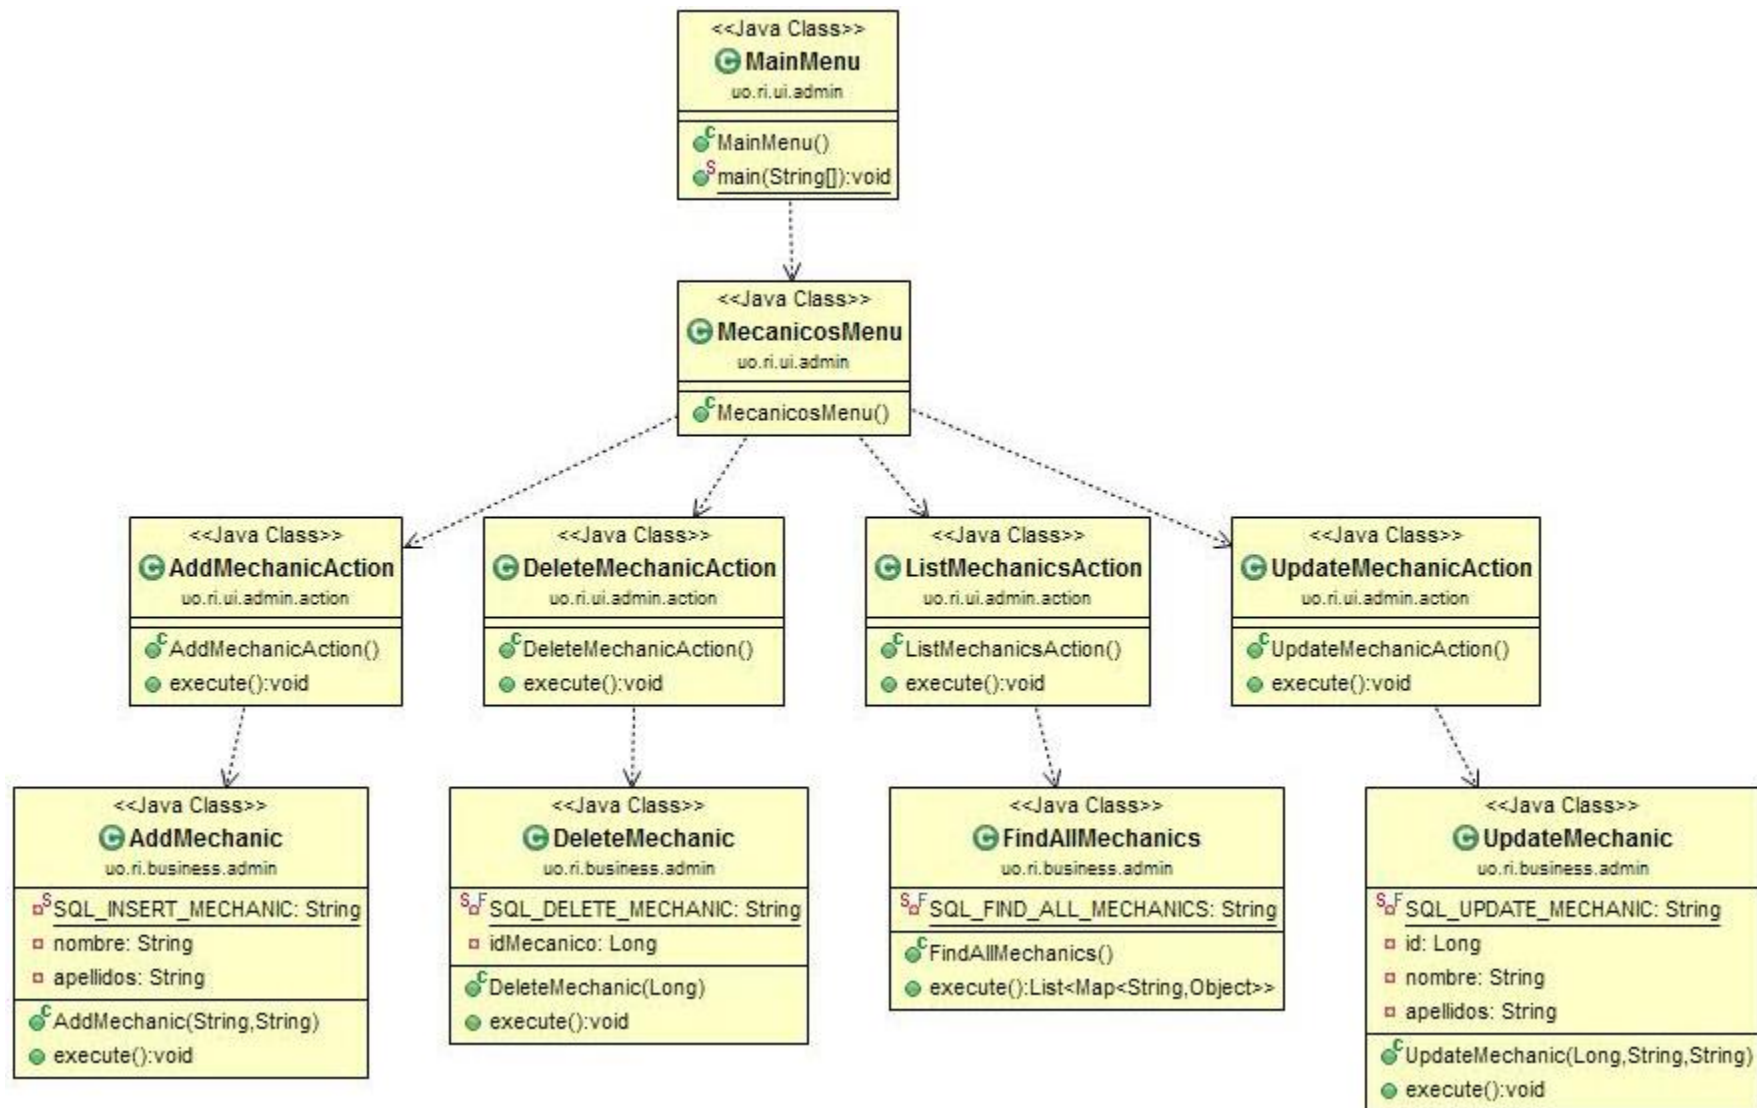 <<Java Class>>
MainMenu
uo.ri.ui.admin
MainMenu()
main(String[]):void
<<Java Class>>
MecanicosMenu
uo.ri.ui.admin
MecanicosMenu()
<<Java Class>>
AddMechanicAction
uo.ri.ui.admin.action
AddMechanicAction()
execute():void
<<Java Class>>
DeleteMechanicAction
uo.ri.ui.admin.action
DeleteMechanicAction()
execute():void
<<Java Class>>
ListMechanicsAction
uo.ri.ui.admin.action
ListMechanicsAction()
execute():void
<<Java Class>>
UpdateMechanicAction
uo.ri.ui.admin.action
UpdateMechanicAction()
execute():void
<<Java Class>>
AddMechanic
uo.ri.business.admin
SQL_INSERT_MECHANIC: String
nombre: String
apellidos: String
AddMechanic(String,String)
execute():void
<<Java Class>>
DeleteMechanic
uo.ri.business.admin
SQL_DELETE_MECHANIC: String
idMecanico: Long
DeleteMechanic(Long)
execute():void
<<Java Class>>
FindAllMechanics
uo.ri.business.admin
SQL_FIND_ALL_MECHANICS: String
FindAllMechanics()
execute():List<Map<String,Object>>
<<Java Class>>
UpdateMechanic
uo.ri.business.admin
SQL_UPDATE_MECHANIC: String
id: Long
nombre: String
apellidos: String
UpdateMechanic(Long,String,String)
execute():void